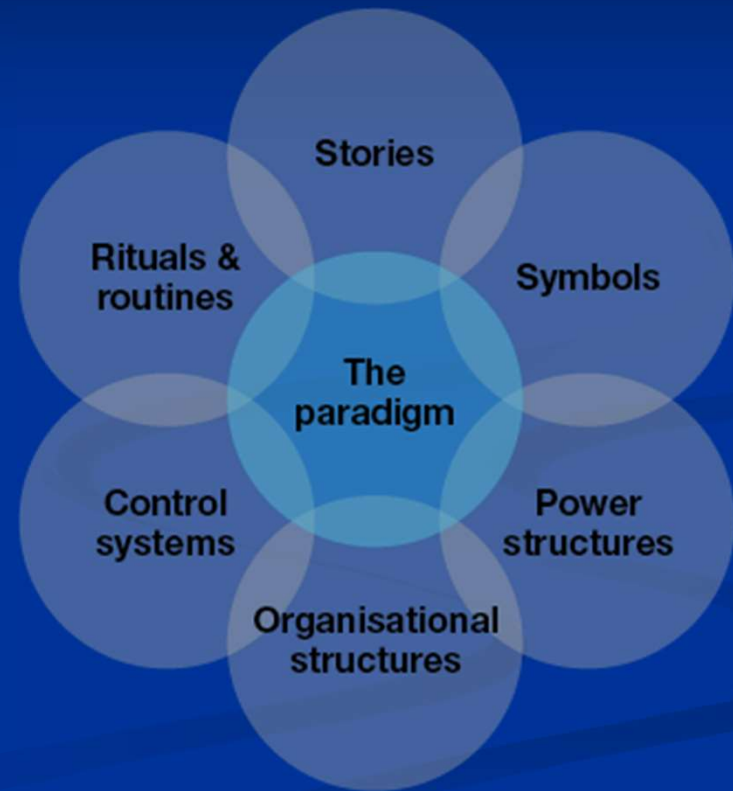 Stories
Rituals &
routines
Symbols
The
paradigm
Control
systems
Power
structures
Organisational
structures